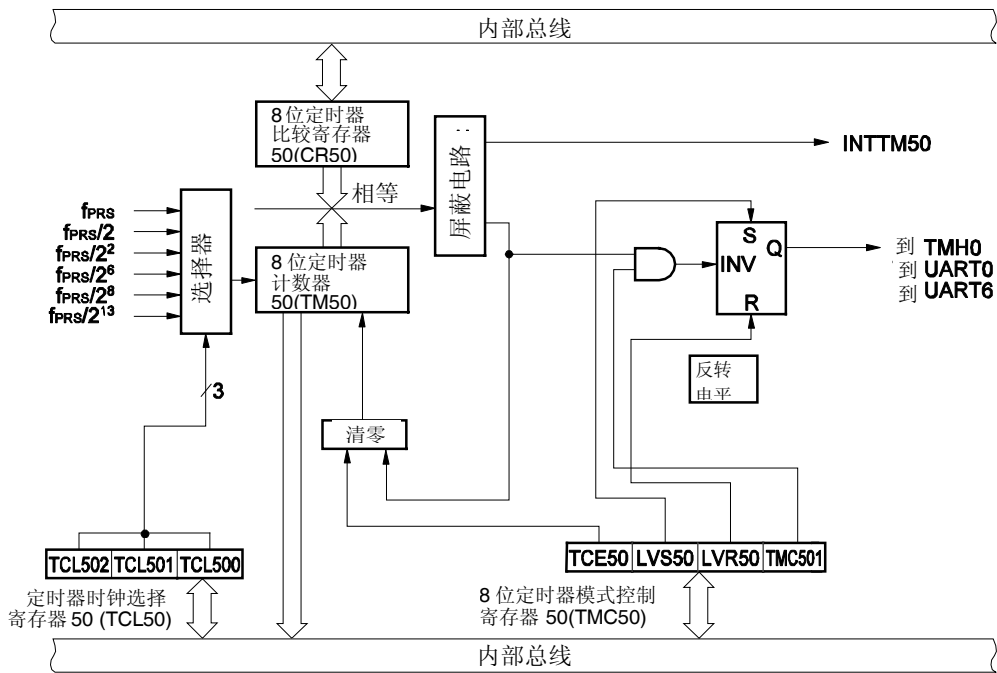 内部总线
8 位定时器
比较寄存器
50(CR50)
相等
屏蔽电路:
INTTM50
fPRS
fPRS/2
fPRS/2²
fPRS/2⁶
fPRS/2⁸
fPRS/2¹³
选择器
8 位定时器
计数器
50(TM50)
S
Q
INV
R
到 TMH0
到 UART0
到 UART6
反转
电平
3
清零
TCL502 TCL501 TCL500
定时器时钟选择
寄存器 50 (TCL50)
TCE50 LVS50 LVR50 TMC501
8 位定时器模式控制
寄存器 50(TMC50)
内部总线